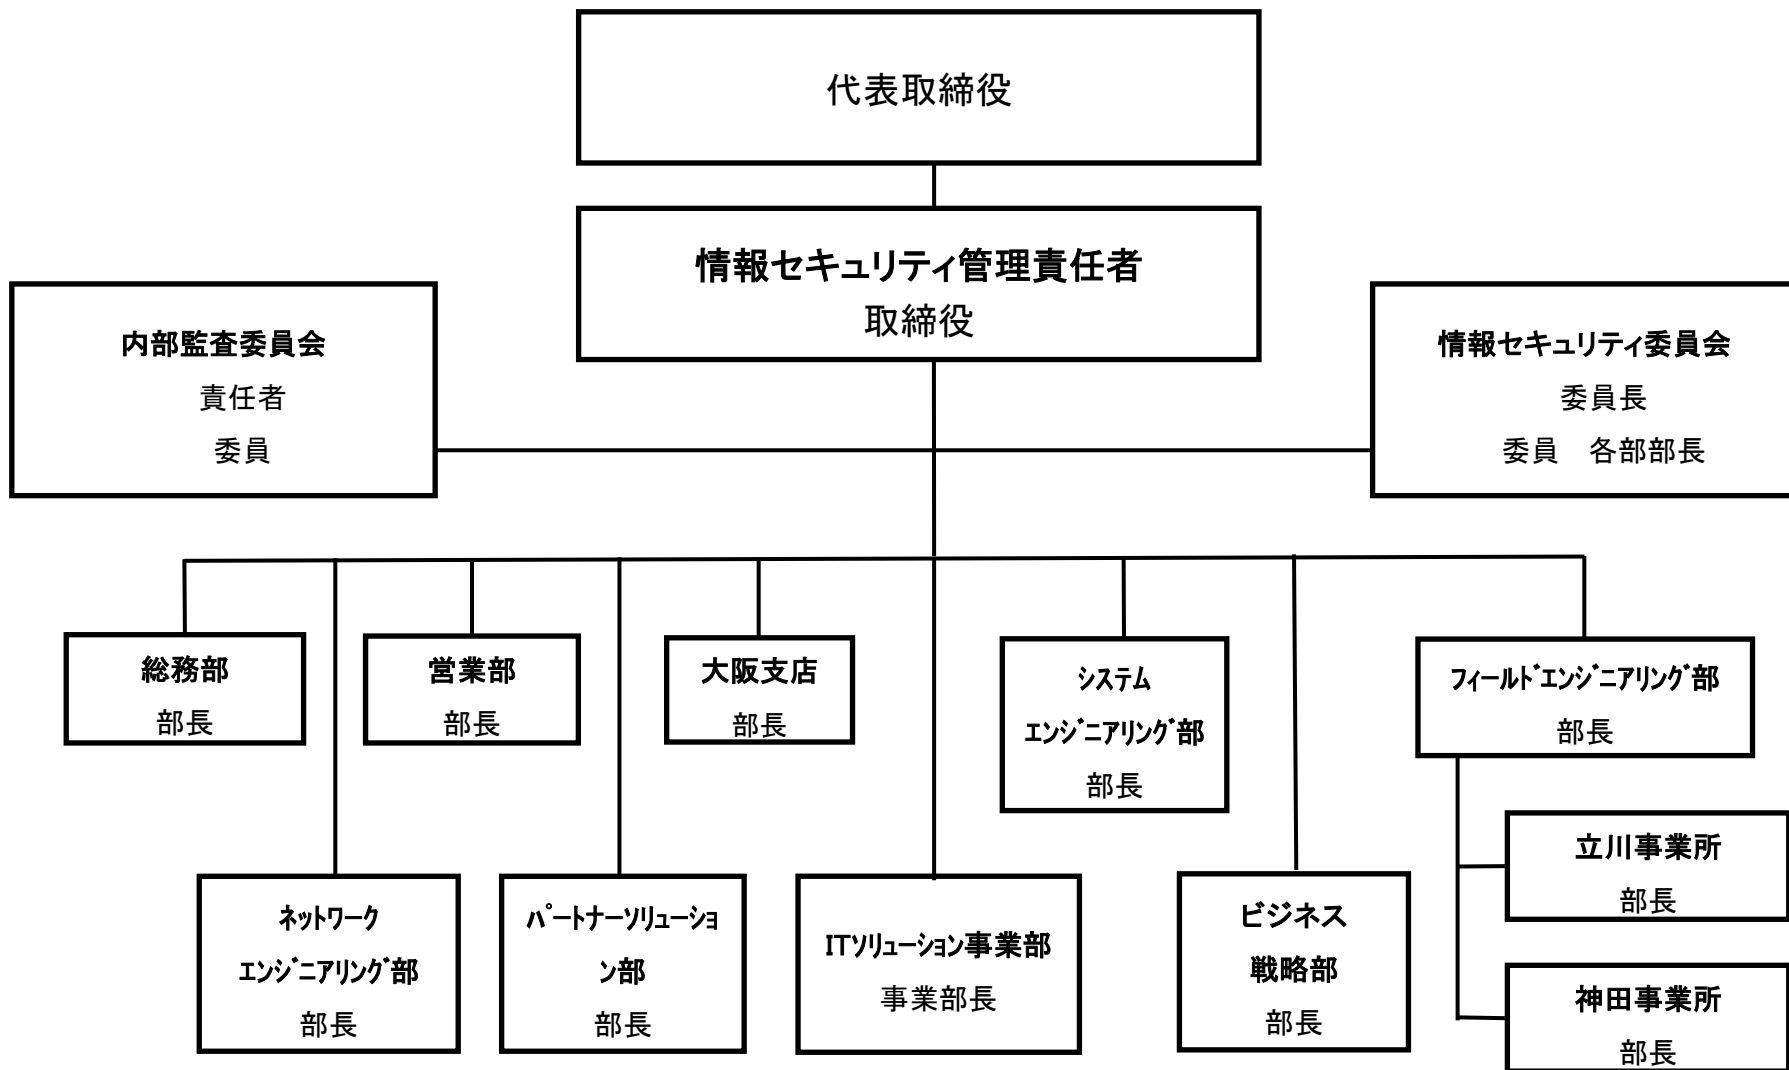 代表取締役
情報セキュリティ管理責任者
取締役
内部監査委員会
責任者
委員
情報セキュリティ委員会
委員長
委員　各部部長
総務部
部長
営業部
部長
大阪支店
部長
システム
ｴﾝｼﾞﾆｱﾘﾝｸﾞ部
部長
ﾌｨｰﾙﾄﾞｴﾝｼﾞﾆｱﾘﾝｸﾞ部
部長
ﾈｯﾄﾜｰｸ
ｴﾝｼﾞﾆｱﾘﾝｸﾞ部
部長
ﾊﾟｰﾄﾅｰｿﾘｭｰｼｮ
ﾝ部
部長
ITｿﾘｭｰｼｮﾝ事業部
事業部長
ビジネス
戦略部
部長
立川事業所
部長
神田事業所
部長